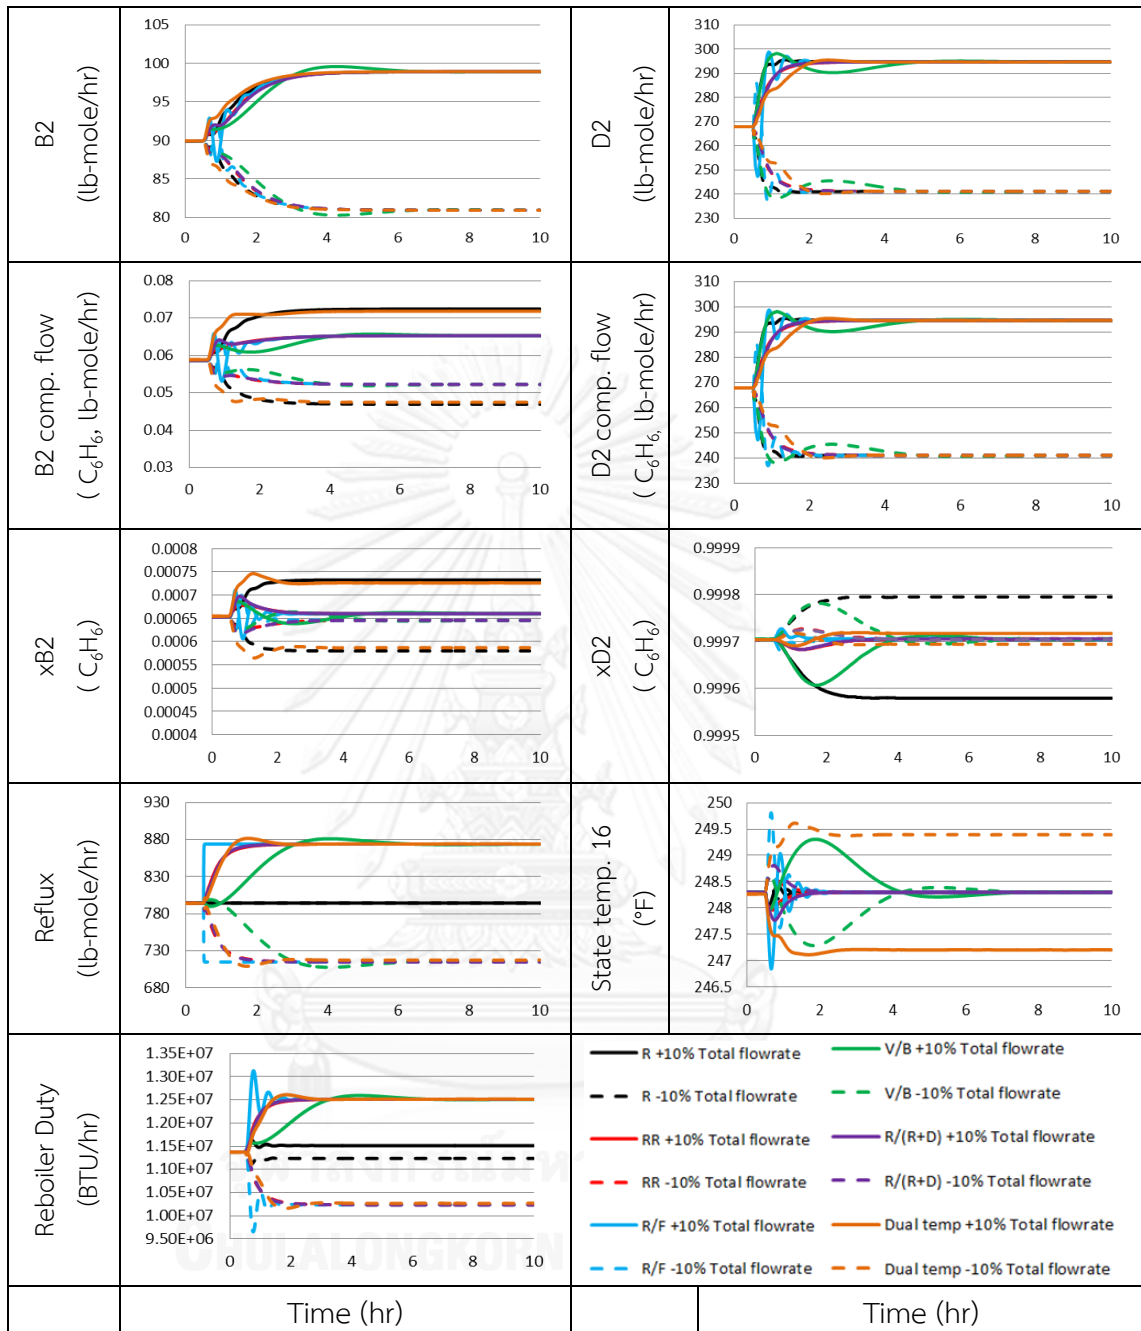 B2
(lb-mole/hr)
105
100
95
90
85
80
0 2 4 6 8 10
D2
(lb-mole/hr)
310
300
290
280
270
260
250
240
230
0 2 4 6 8 10
B2 comp. flow
( C₆H₆, lb-mole/hr)
0.08
0.07
0.06
0.05
0.04
0.03
0 2 4 6 8 10
D2 comp. flow
( C₆H₆, lb-mole/hr)
310
300
290
280
270
260
250
240
230
0 2 4 6 8 10
xB2
( C₆H₆)
0.0008
0.00075
0.0007
0.00065
0.0006
0.00055
0.0005
0.00045
0.0004
0 2 4 6 8 10
xD2
( C₆H₆)
0.9999
0.9998
0.9997
0.9996
0.9995
0 2 4 6 8 10
Reflux
(lb-mole/hr)
930
880
830
780
730
680
0 2 4 6 8 10
State temp. 16
(°F)
250
249.5
249
248.5
248
247.5
247
246.5
0 2 4 6 8 10
Reboiler Duty
(BTU/hr)
1.35E+07
1.30E+07
1.25E+07
1.20E+07
1.15E+07
1.10E+07
1.05E+07
1.00E+07
9.50E+06
0 2 4 6 8 10
R +10% Total flowrate
V/B +10% Total flowrate
R -10% Total flowrate
V/B -10% Total flowrate
RR +10% Total flowrate
R/(R+D) +10% Total flowrate
RR -10% Total flowrate
R/(R+D) -10% Total flowrate
R/F +10% Total flowrate
Dual temp +10% Total flowrate
R/F -10% Total flowrate
Dual temp -10% Total flowrate
CHULALONGKORN
Time (hr)
Time (hr)